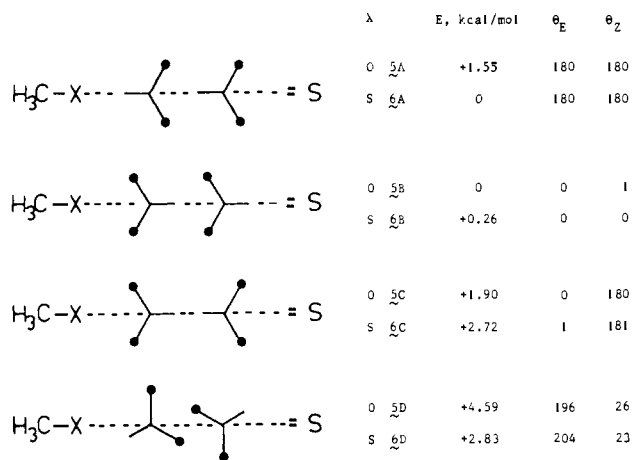 λ E, kcal/mol θE θZ
O 5A +1.55 180 180
H3C-X = S
S 6A 0 180 180
O 5B 0 0 1
H3C-X = S
S 6B +0.26 0 0
O 5C +1.90 0 180
H3C-X = S
S 6C +2.72 1 181
O 5D +4.59 196 26
H3C-X = S
S 6D +2.83 204 23